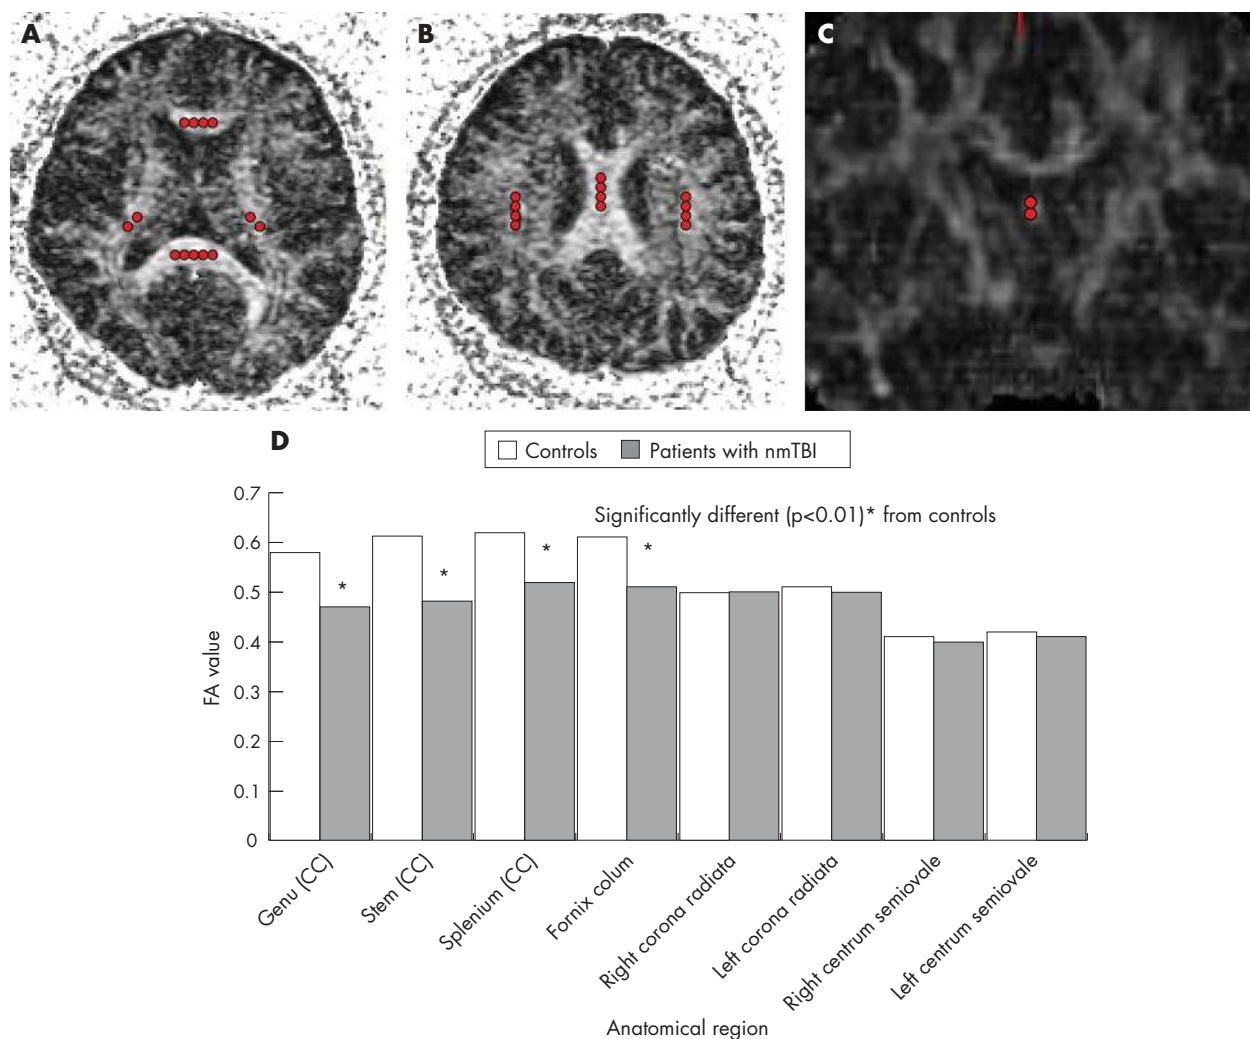 A
B
C
D
Controls
Patients with nmTBI
Significantly different (p<0.01)* from controls
0.7
0.6
0.5
0.4
0.3
0.2
0.1
0
FA value
*
*
*
*
Genu (CC)
Stem (CC)
Splenium (CC)
Fornix colum
Right corona radiata
Left corona radiata
Right centrum semiovale
Left centrum semiovale
Anatomical region